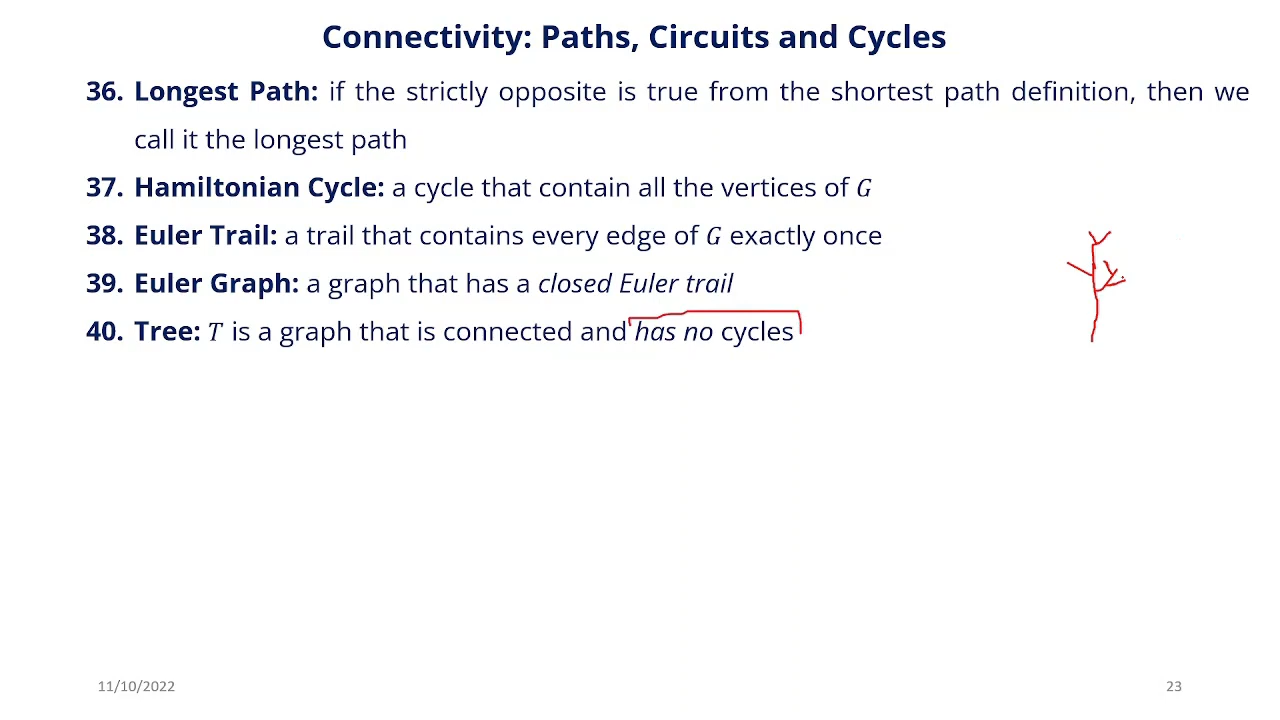 Connectivity: Paths, Circuits and Cycles
36. Longest Path: if the strictly opposite is true from the shortest path definition, then we
call it the longest path
37. Hamiltonian Cycle: a cycle that contain all the vertices of G
38. Euler Trail: a trail that contains every edge of G exactly once
39. Euler Graph: a graph that has a closed Euler trail
40. Tree: T is a graph that is connected and has no cycles
11/10/2022
23